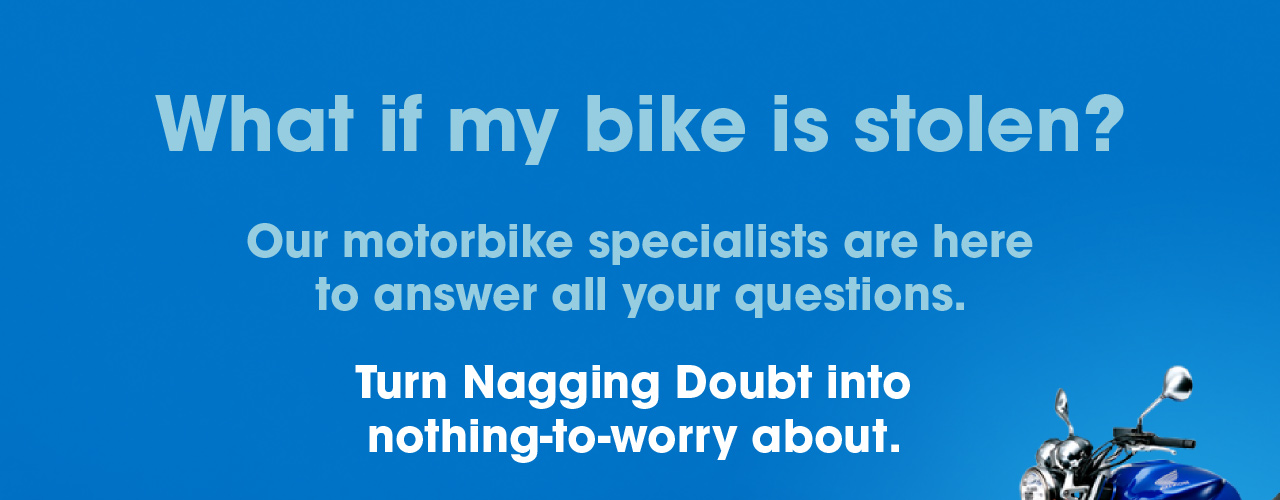 What if my bike is stolen?
Our motorbike specialists are here
to answer all your questions.
Turn Nagging Doubt into
nothing-to-worry about.